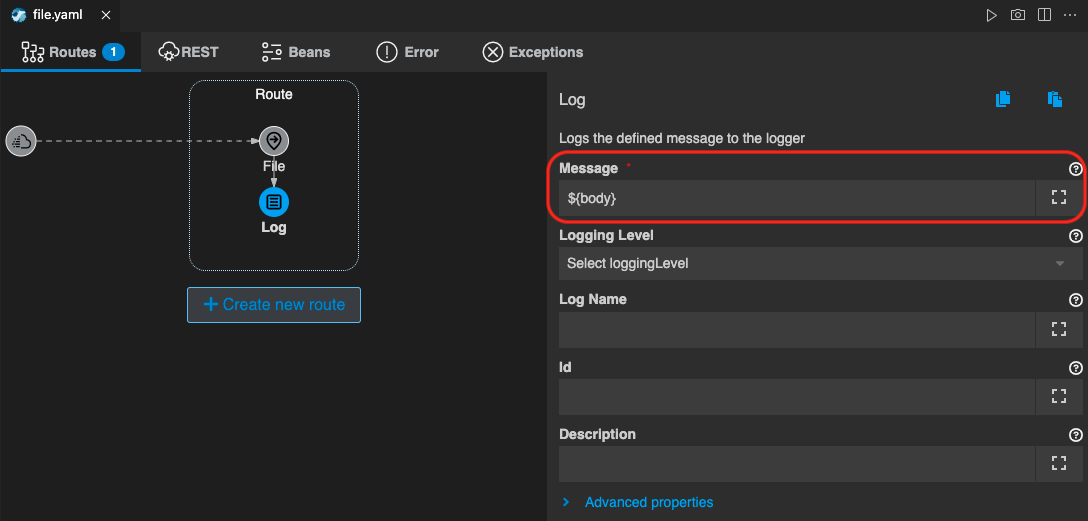 file.yaml
Routes 1 REST Beans Error Exceptions
Route
File
Log
+ Create new route
Log
Logs the defined message to the logger
Message *
${body}
Logging Level
Select loggingLevel
Log Name
Id
Description
Advanced properties